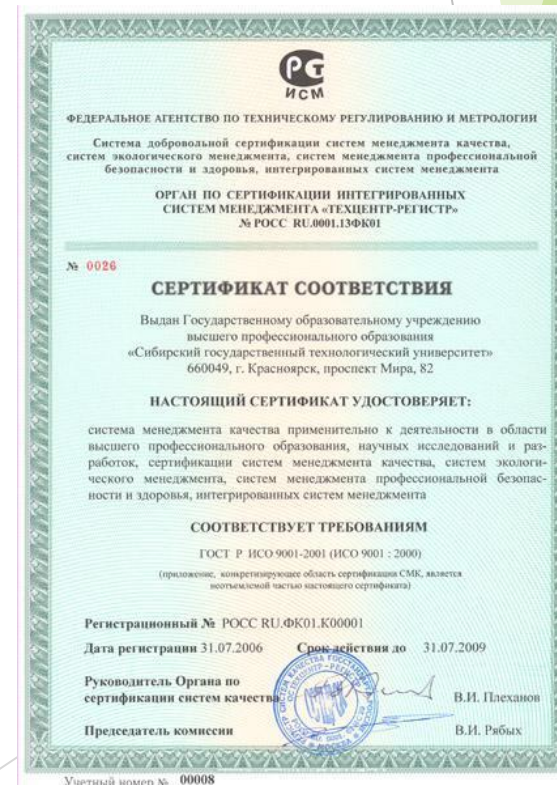 РСТ
ИСМ
ФЕДЕРАЛЬНОЕ АГЕНТСТВО ПО ТЕХНИЧЕСКОМУ РЕГУЛИРОВАНИЮ И МЕТРОЛОГИИ
Система добровольной сертификации систем менеджмента качества,
систем экологического менеджмента, систем менеджмента профессиональной
безопасности и здоровья, интегрированных систем менеджмента
ОРГАН ПО СЕРТИФИКАЦИИ ИНТЕГРИРОВАННЫХ
СИСТЕМ МЕНЕДЖМЕНТА «ТЕХЦЕНТР-РЕГИСТР»
№ РОСС RU.0001.13ФК01
№ 0026
СЕРТИФИКАТ СООТВЕТСТВИЯ
Выдан Государственному образовательному учреждению
высшего профессионального образования
«Сибирский государственный технологический университет»
660049, г. Красноярск, проспект Мира, 82
НАСТОЯЩИЙ СЕРТИФИКАТ УДОСТОВЕРЯЕТ:
система менеджмента качества применительно к деятельности в области
высшего профессионального образования, научных исследований и раз-
работок, сертификации систем менеджмента качества, систем экологи-
ческого менеджмента, систем менеджмента профессиональной безопас-
ности и здоровья, интегрированных систем менеджмента
СООТВЕТСТВУЕТ ТРЕБОВАНИЯМ
ГОСТ Р ИСО 9001-2001 (ИСО 9001 : 2000)
(приложение, конкретизирующее область сертификации СМК, является
неотъемлемой частью настоящего сертификата)
Регистрационный № РОСС RU.ФК01.К00001
Дата регистрации 31.07.2006 Срок действия до 31.07.2009
Руководитель Органа по
сертификации систем качества В.И. Плеханов
Председатель комиссии В.И. Рябых
Учетный номер № 00008